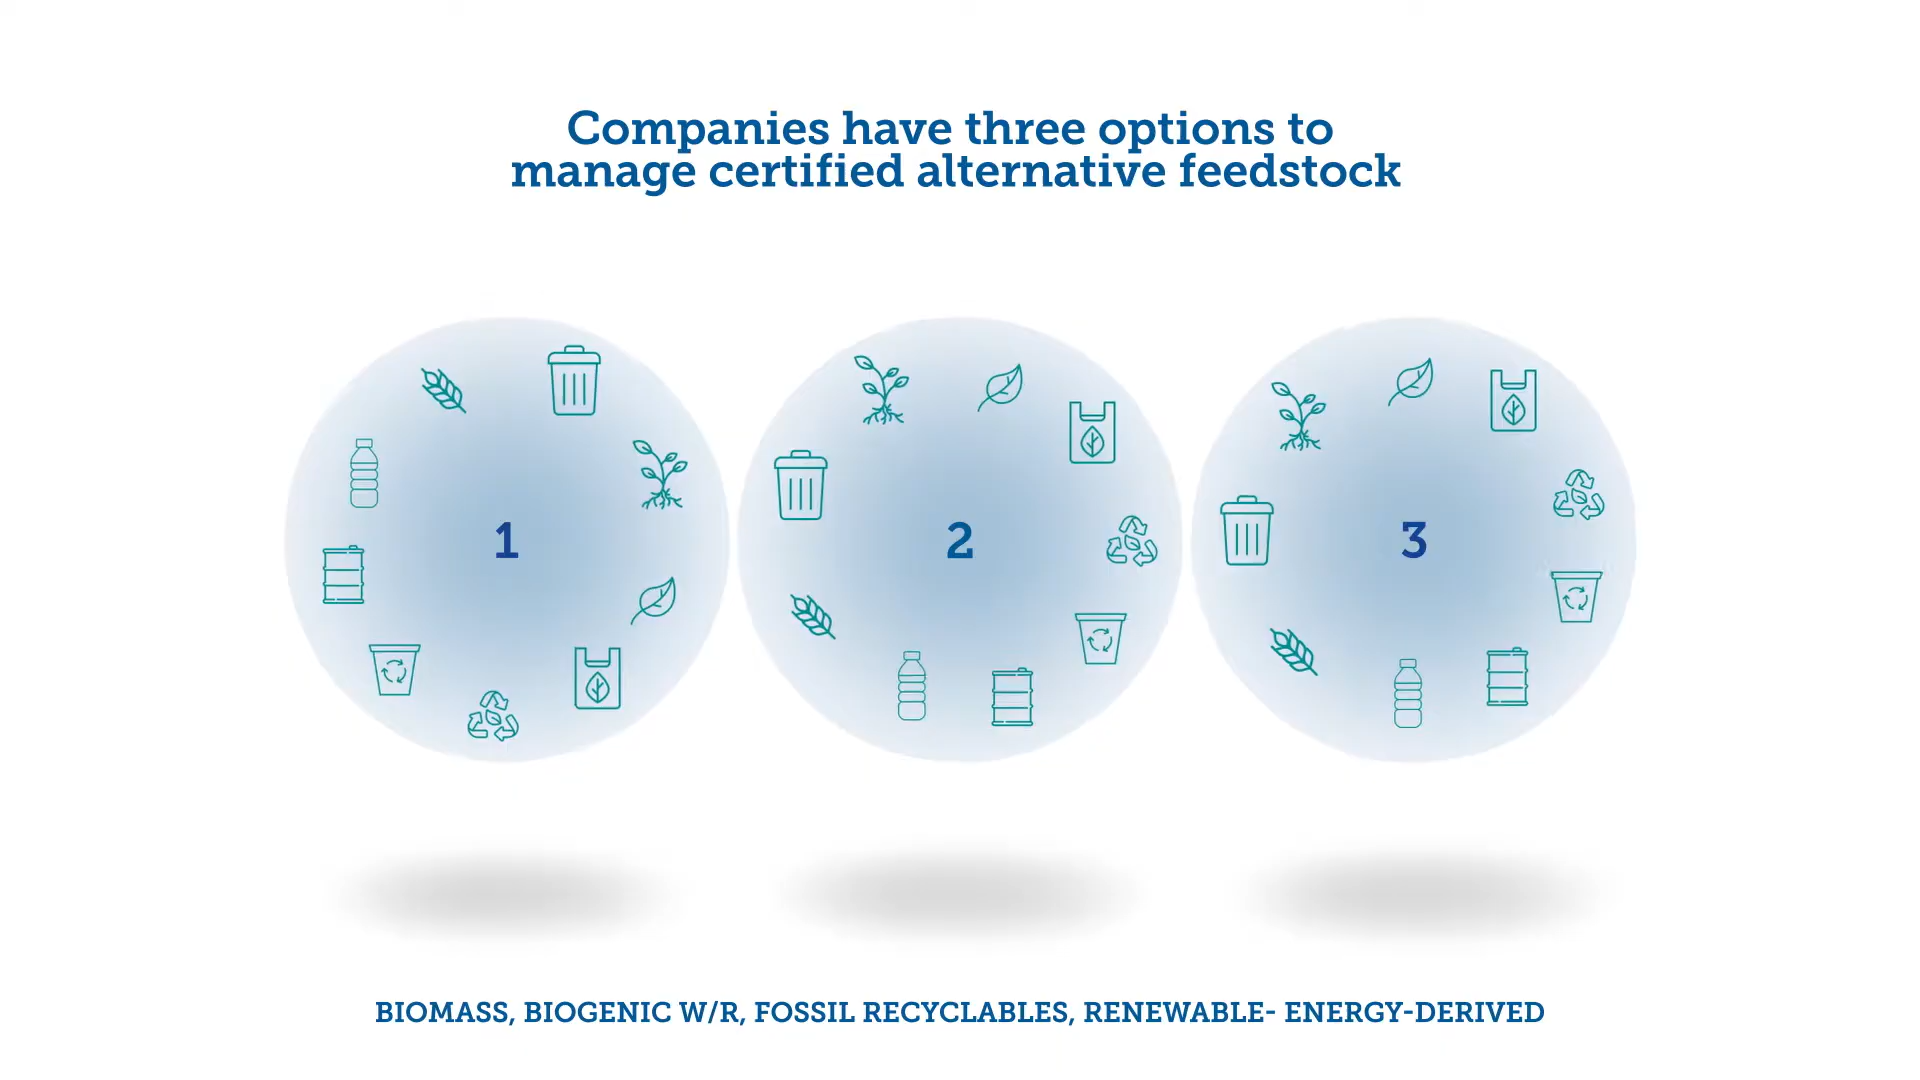 Companies have three options to
manage certified alternative feedstock
1
2
3
BIOMASS, BIOGENIC W/R, FOSSIL RECYCLABLES, RENEWABLE- ENERGY-DERIVED